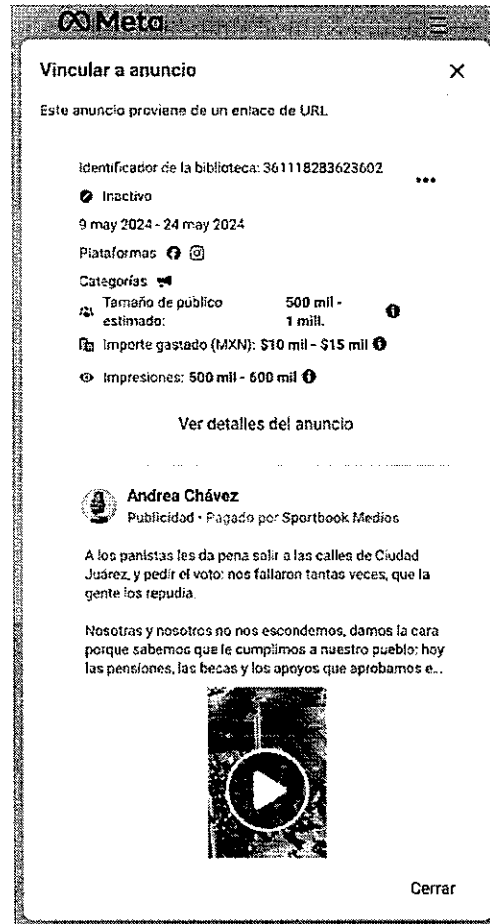 Meta
Vincular a anuncio
Este anuncio proviene de un enlace de URL
Identificador de la biblioteca: 361118283623602
Inactivo
9 may 2024 - 24 may 2024
Plataformas
Categorías
Tamaño de público
estimado:
500 mil -
1 mill.
Importe gastado (MXN): $10 mil - $15 mil
Impresiones: 500 mil - 600 mil
Ver detalles del anuncio
Andrea Chávez
Publicidad • Pagado por Sportbook Medios
A los panistas les da pena salir a las calles de Ciudad
Juárez, y pedir el voto: nos fallaron tantas veces, que la
gente los repudia.
Nosotras y nosotros no nos escondemos, damos la cara
porque sabemos que le cumplimos a nuestro pueblo: hoy
las pensiones, las becas y los apoyos que aprobamos e...
Cerrar